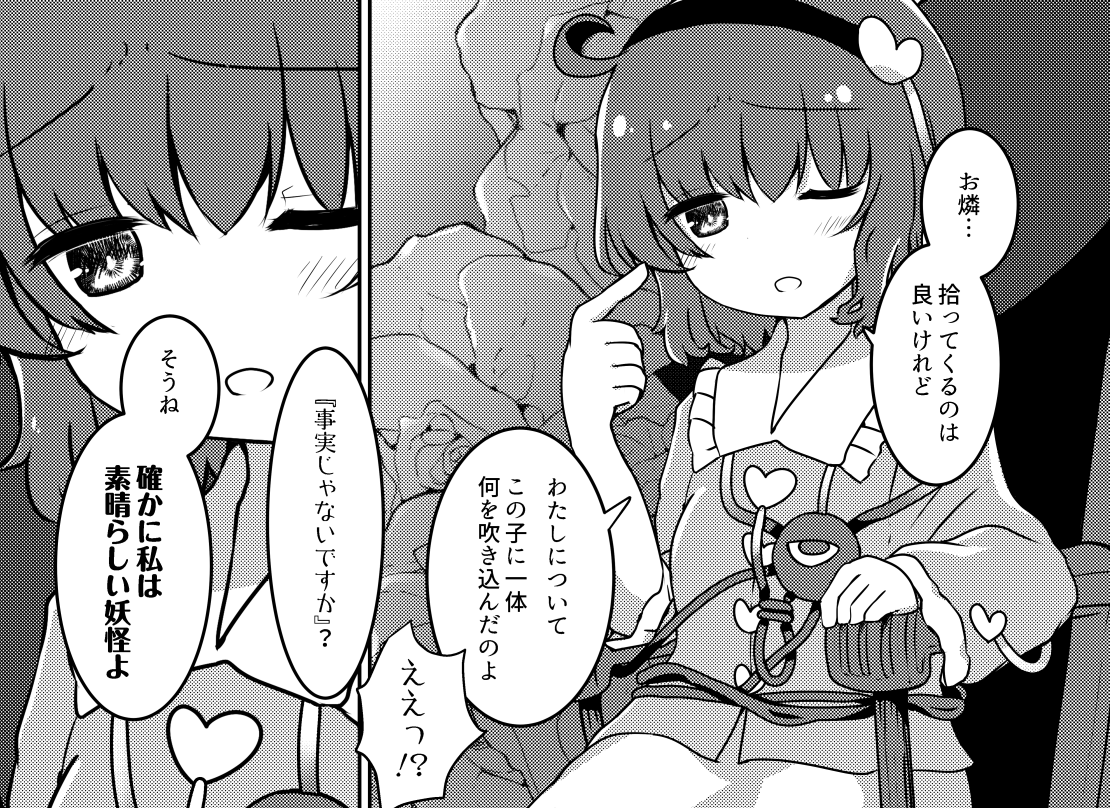 お燐…
拾ってくるのは
良いけれど
わたしについて
この子に一体
何を吹き込んだのよ
ええっ!?
『事実じゃないですか』?
そうね
確かに私は
素晴らしい妖怪よ